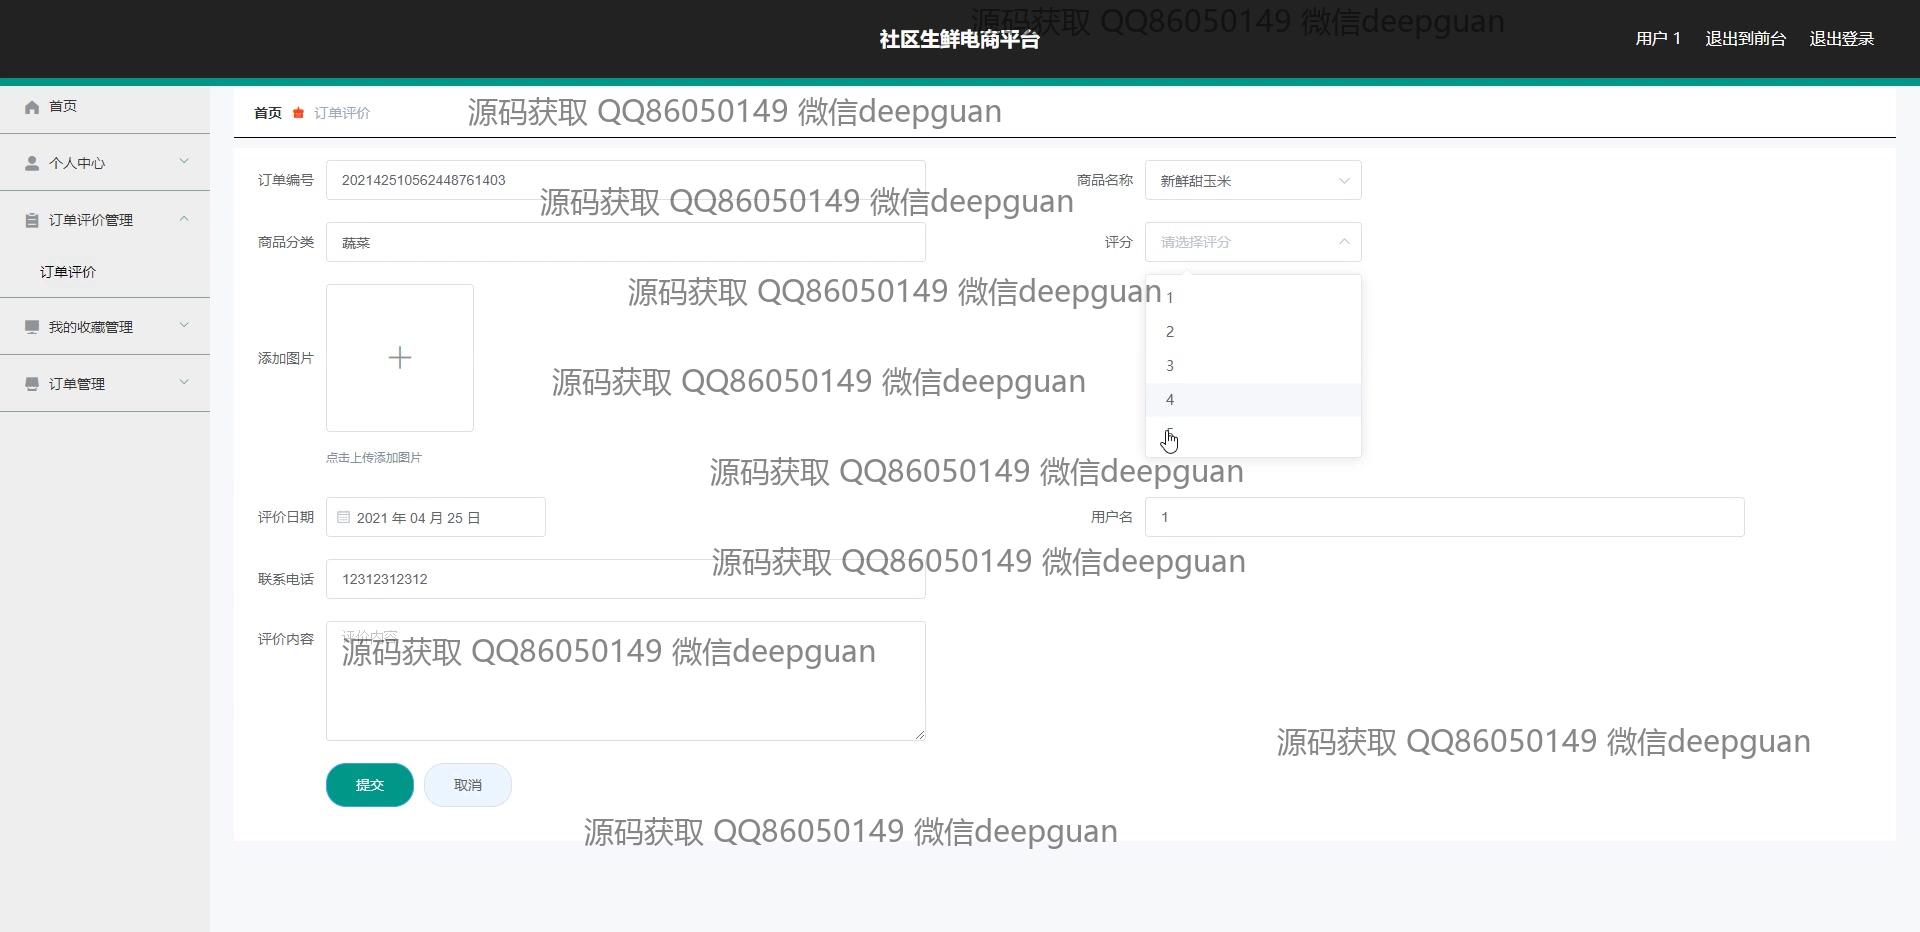 源码获取 QQ86050149 微信deepguan
社区生鲜电商平台
用户 1 退出到前台 退出登录
首页
首页 订单评价
源码获取 QQ86050149 微信deepguan
个人中心
订单编号 202142510562448761403
商品名称 新鲜甜玉米
源码获取 QQ86050149 微信deepguan
订单评价管理
商品分类 蔬菜
评分 请选择评分
订单评价
源码获取 QQ86050149 微信deepguan
1
2
3
4
我的收藏管理
添加图片
源码获取 QQ86050149 微信deepguan
订单管理
点击上传添加图片
源码获取 QQ86050149 微信deepguan
评价日期 2021 年 04 月 25 日
用户名 1
源码获取 QQ86050149 微信deepguan
联系电话 12312312312
评价内容 评价内容
源码获取 QQ86050149 微信deepguan
源码获取 QQ86050149 微信deepguan
提交 取消
源码获取 QQ86050149 微信deepguan